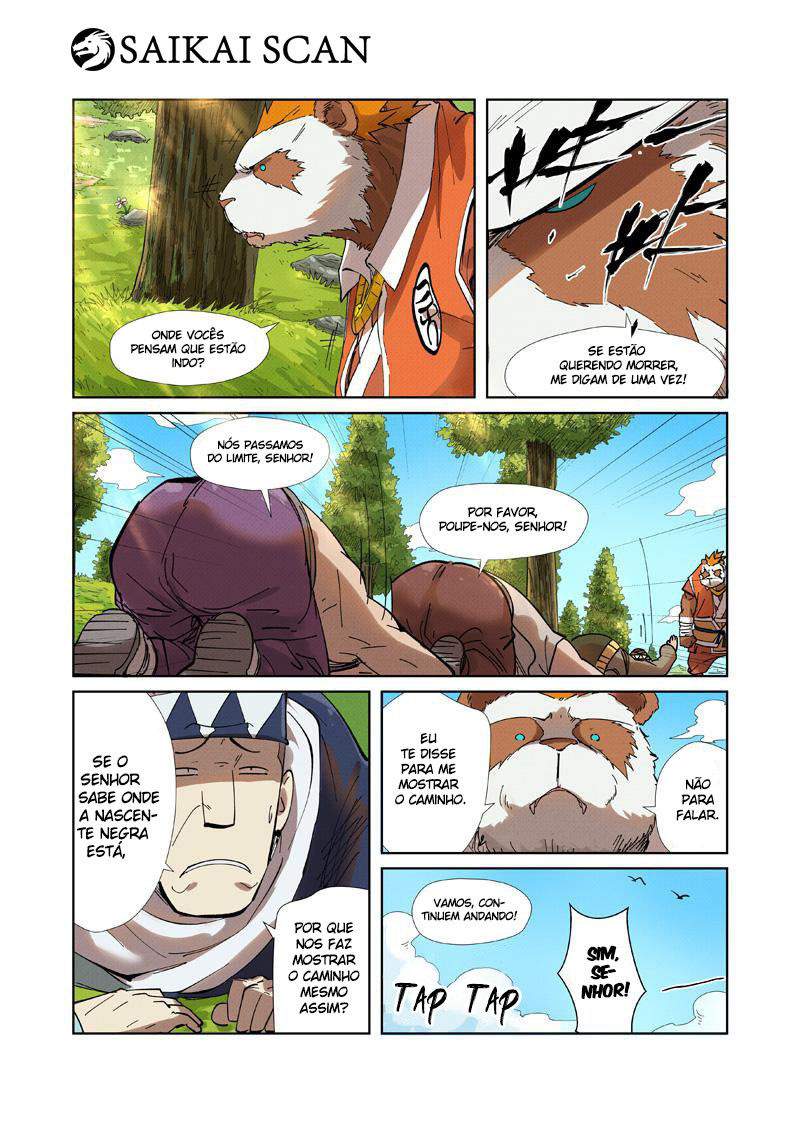 SAIKAI SCAN
ONDE VOCÊS
PENSAM QUE ESTÃO
INDO?
SE ESTÃO
QUERENDO MORRER,
ME DIGAM DE UMA VEZ!
NÓS PASSAMOS
DO LIMITE, SENHOR!
POR FAVOR,
POUPE-NOS, SENHOR!
SE O
SENHOR
SABE ONDE
A NASCEN-
TE NEGRA
ESTÁ,
POR QUE
NOS FAZ
MOSTRAR
O CAMINHO
MESMO
ASSIM?
EU
TE DISSE
PARA ME
MOSTRAR
O CAMINHO.
NÃO
PARA
FALAR.
VAMOS, CON-
TINUEM ANDANDO!
SIM,
SE-
NHOR!
TAP TAP